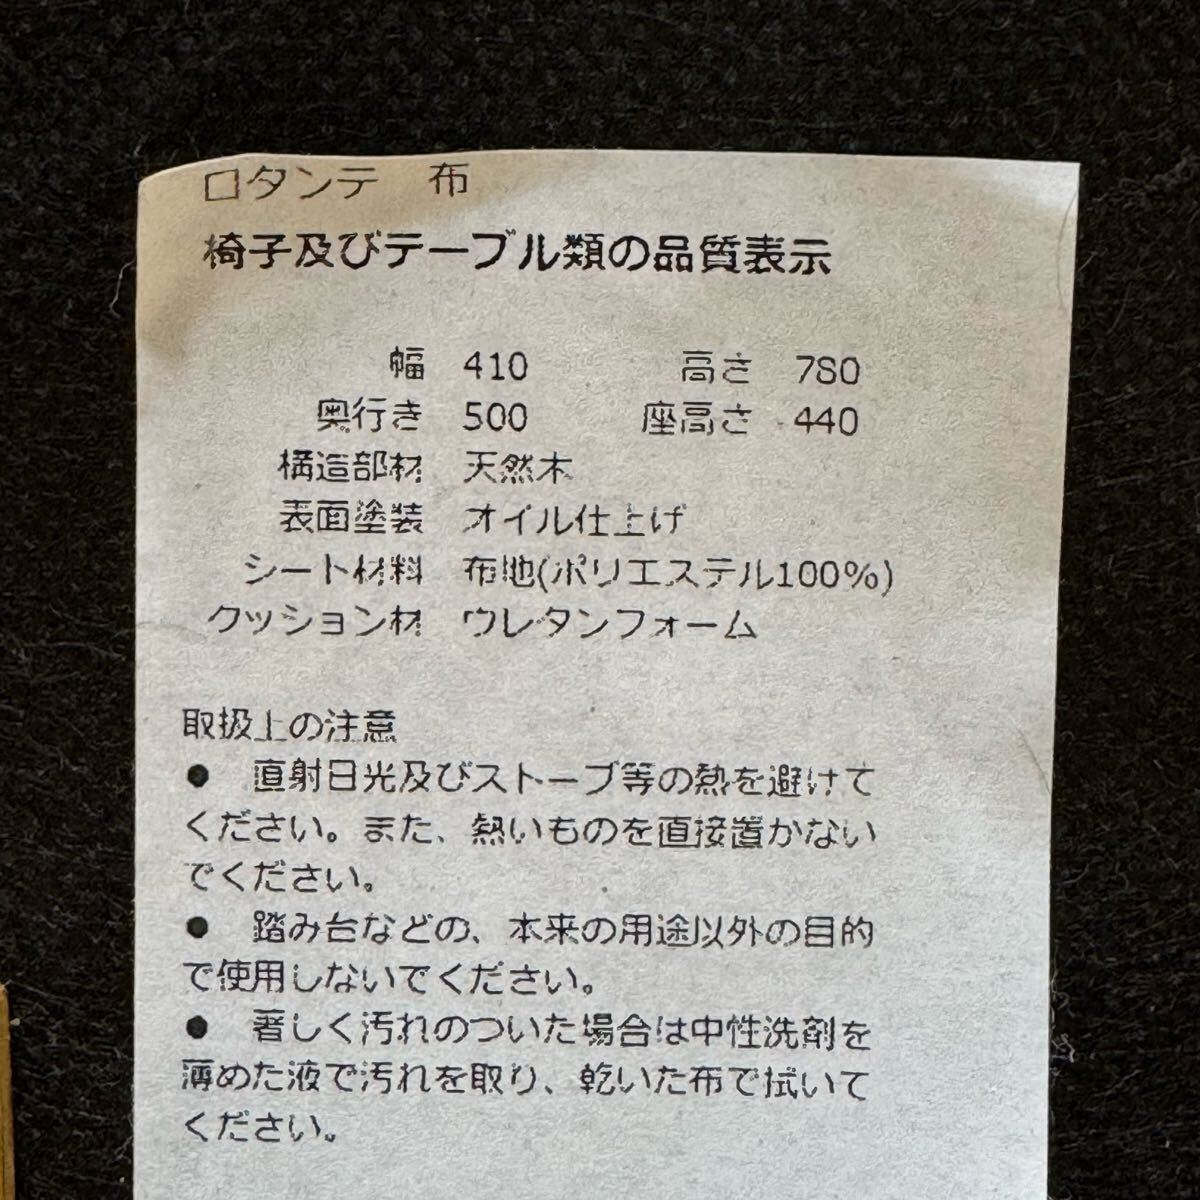 ロタンテ 布
椅子及びテーブル類の品質表示
幅 410 高さ 780
奥行き 500 座高さ 440
構造部材 天然木
表面塗装 オイル仕上げ
シート材料 布地(ポリエステル100%)
クッション材 ウレタンフォーム
取扱上の注意
● 直射日光及びストーブ等の熱を避けて
ください。また、熱いものを直接置かない
でください。
● 踏み台などの、本来の用途以外の目的
で使用しないでください。
● 著しく汚れのついた場合は中性洗剤を
薄めた液で汚れを取り、乾いた布で拭いて
ください。